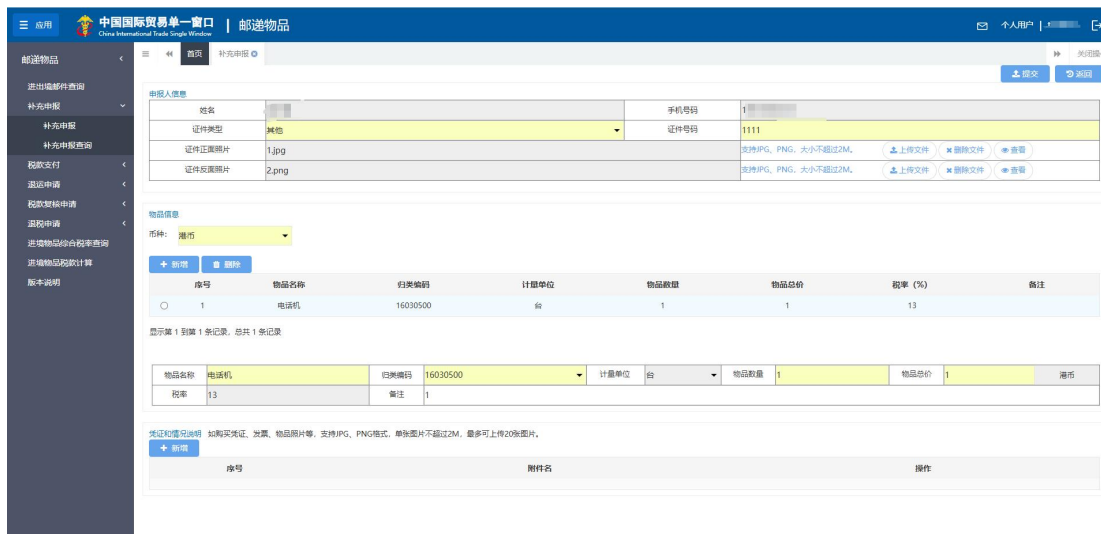 应用 中国国际贸易单一窗口 | 邮递物品 个人用户 |
China International Trade Single Window
邮递物品
进出境邮件查询
补充申报
补充申报
补充申报查询
税款支付
退运申请
税款复核申请
退税申请
进境物品综合税率查询
进境物品税款计算
版本说明
首页 补充申报
提交 返回
申报人信息
姓名 手机号码 1
证件类型 其他 证件号码 1111
证件正面照片 1.jpg 支持JPG、PNG，大小不超过2M。 上传文件 删除文件 查看
证件反面照片 2.png 支持JPG、PNG，大小不超过2M。 上传文件 删除文件 查看
物品信息
币种: 港币
新增 删除
序号 物品名称 归类编码 计量单位 物品数量 物品总价 税率 (%) 备注
1 电话机 16030500 台 1 1 13
显示第 1 到第 1 条记录，总共 1 条记录
物品名称 电话机 归类编码 16030500 计量单位 台 物品数量 1 物品总价 1 港币
税率 13 备注 1
凭证和情况说明 如购买凭证、发票、物品照片等，支持JPG、PNG格式，单张图片不超过2M，最多可上传20张图片。
新增
序号 附件名 操作